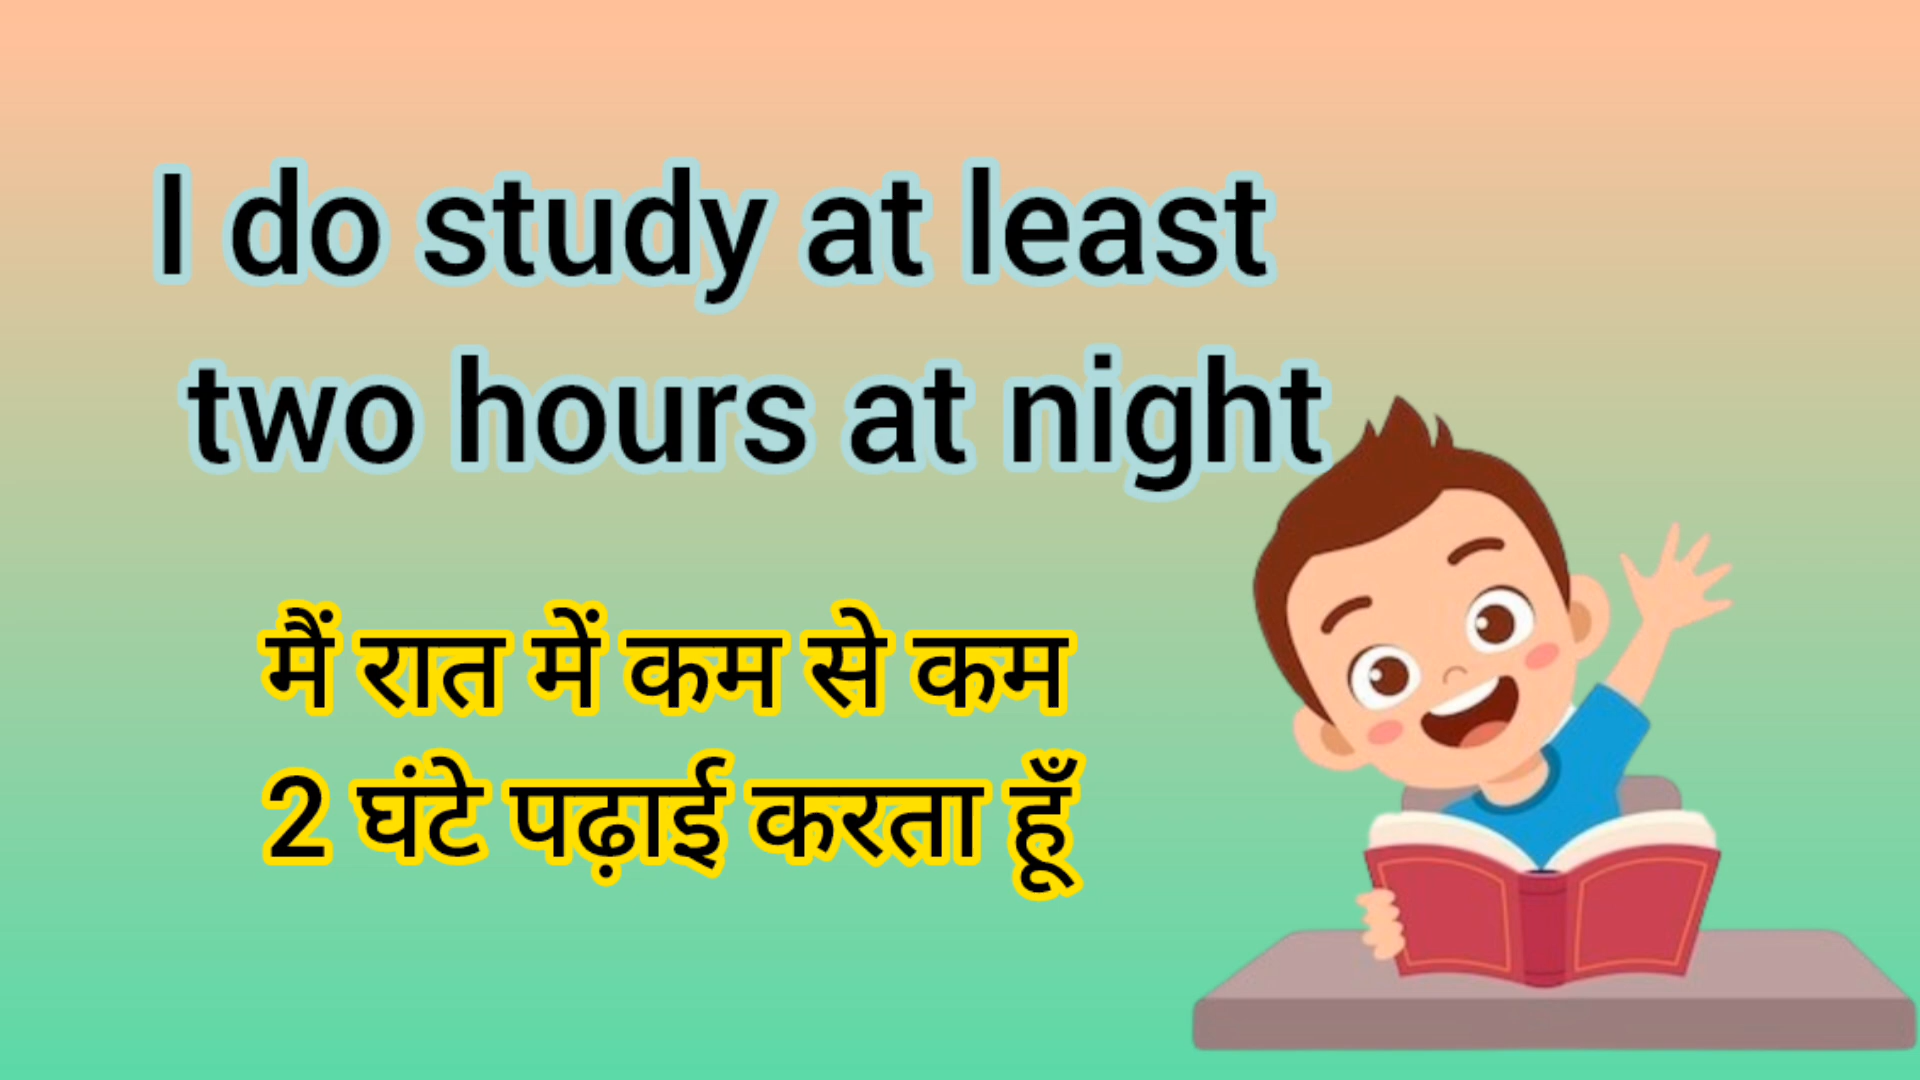 I do study at least
two hours at night
मैं रात में कम से कम
2 घंटे पढ़ाई करता हूँ